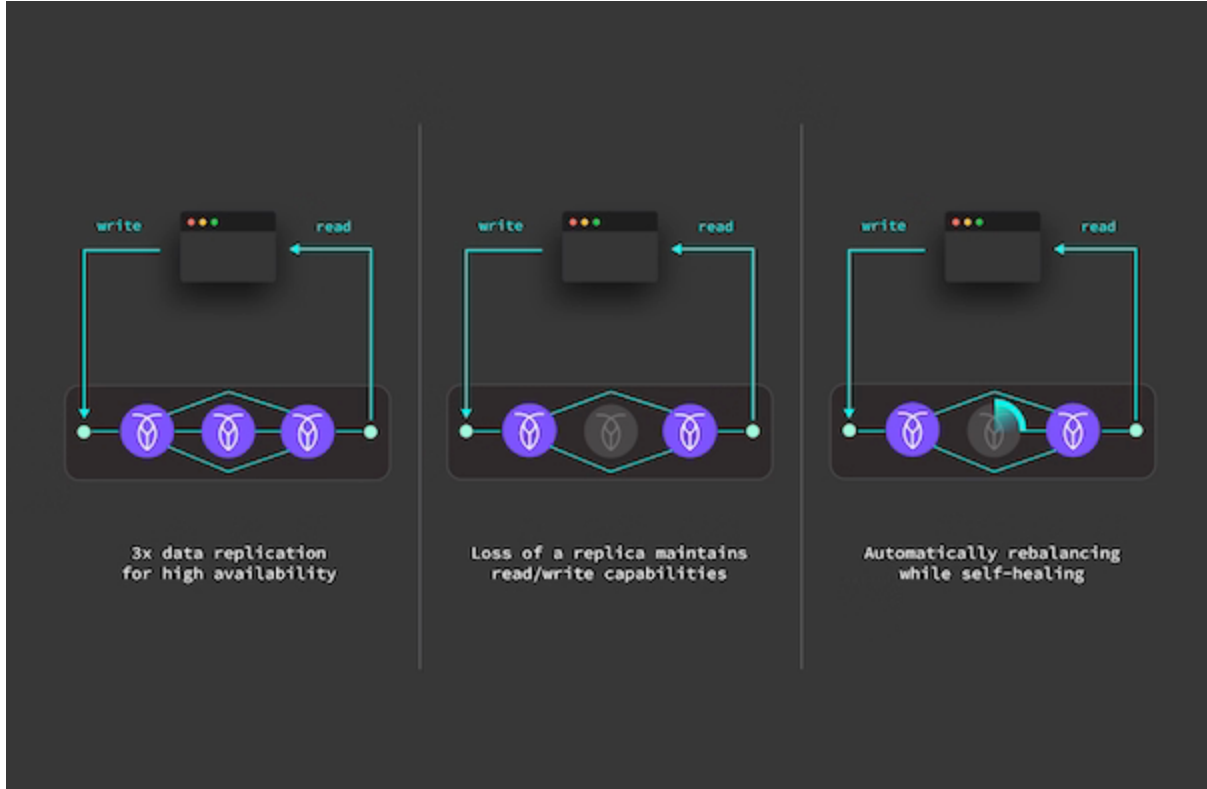 write
read
write
read
write
read
3x data replication
for high availability
Loss of a replica maintains
read/write capabilities
Automatically rebalancing
while self-healing